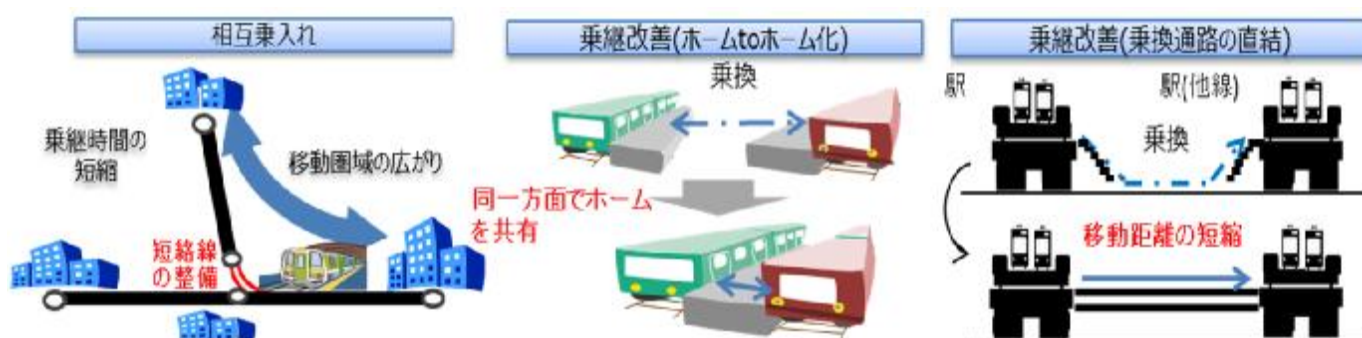 相互乗入れ
乗継時間の
短縮
移動圏域の広がり
短絡線
の整備
乗継改善(ホームtoホーム化)
乗換
同一方面でホーム
を共有
乗継改善(乗換通路の直結)
駅
駅(他線)
乗換
移動距離の短縮